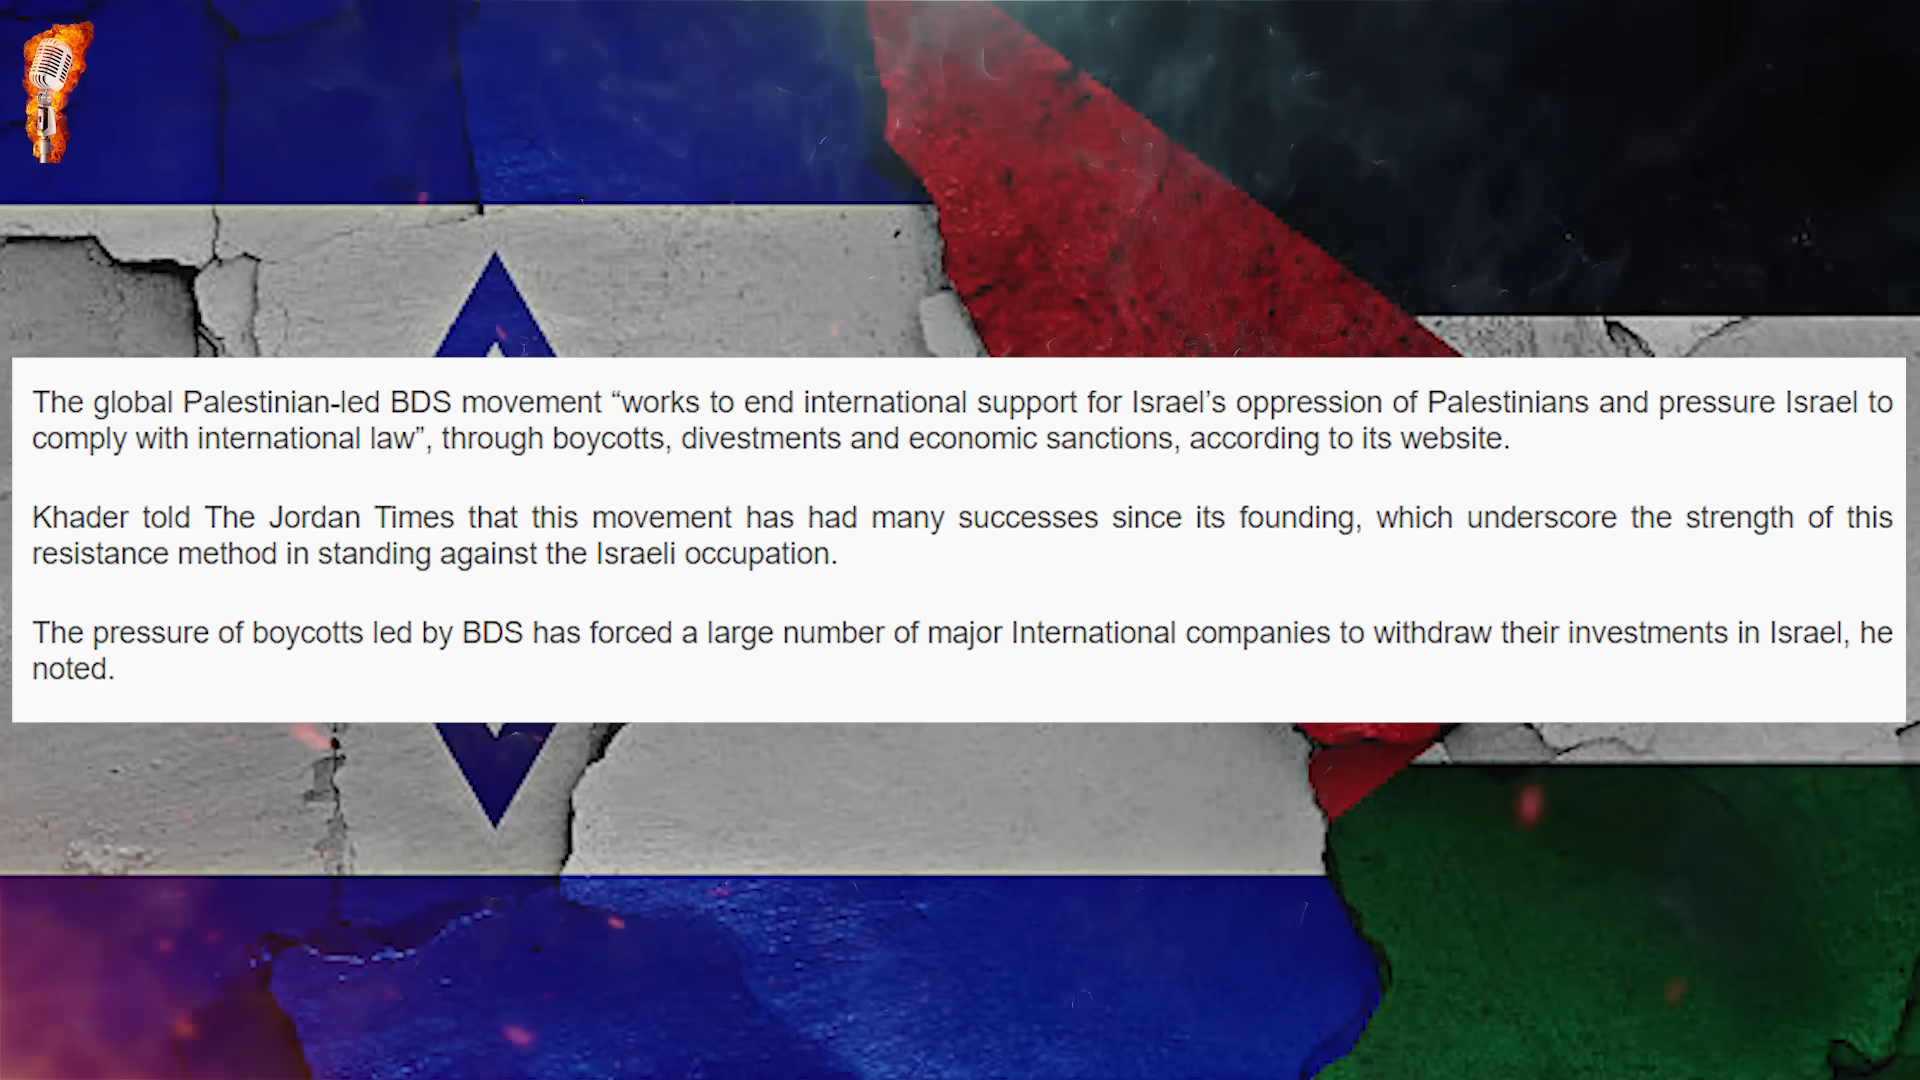 The global Palestinian-led BDS movement “works to end international support for Israel’s oppression of Palestinians and pressure Israel to
comply with international law”, through boycotts, divestments and economic sanctions, according to its website.
Khader told The Jordan Times that this movement has had many successes since its founding, which underscore the strength of this
resistance method in standing against the Israeli occupation.
The pressure of boycotts led by BDS has forced a large number of major International companies to withdraw their investments in Israel, he
noted.